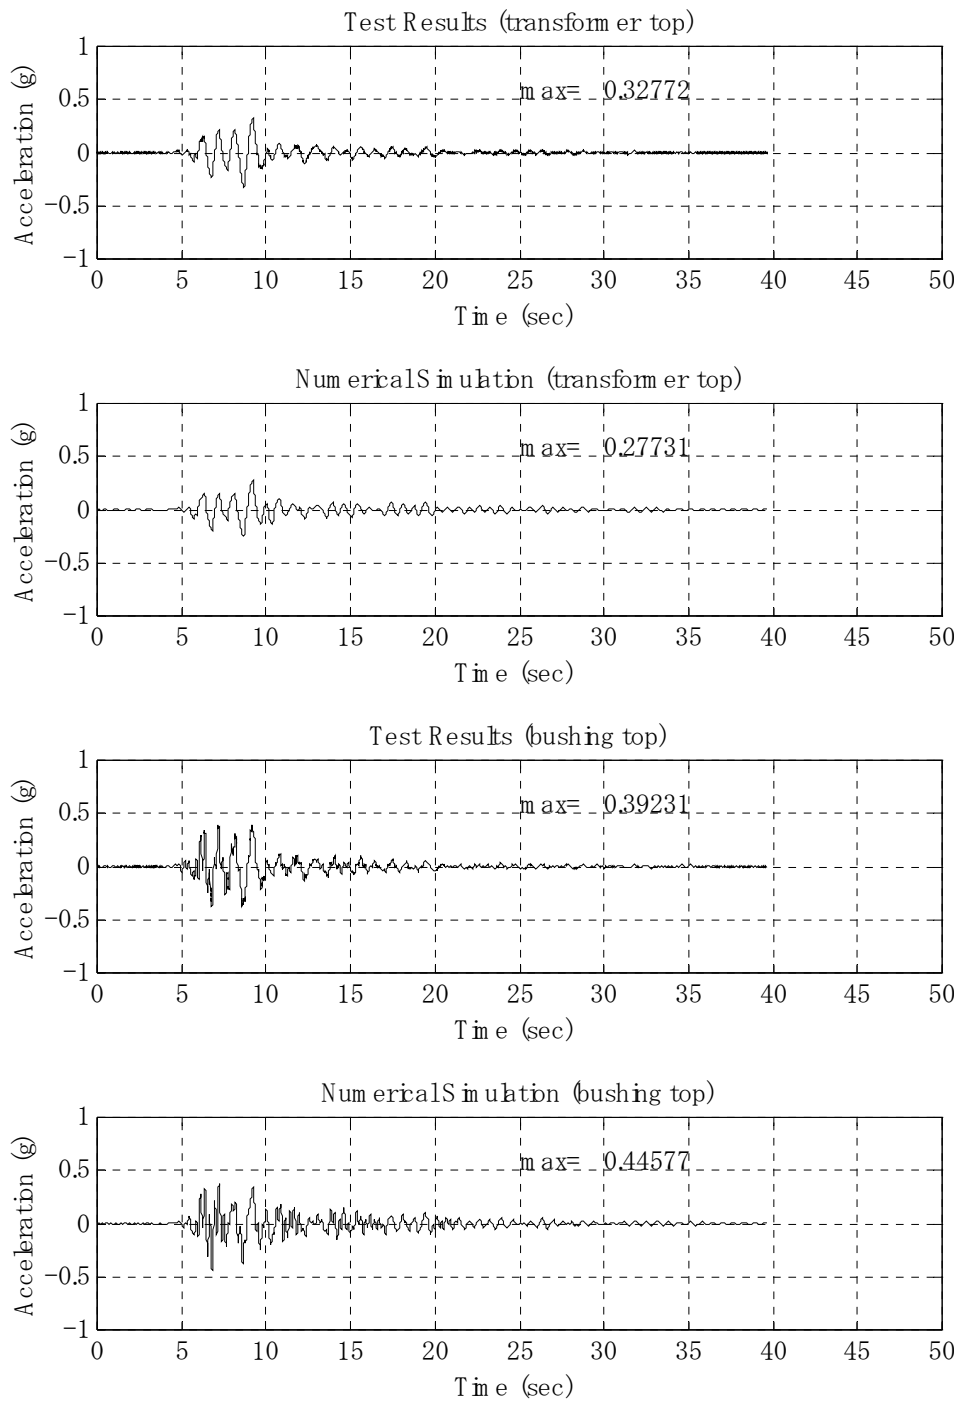 Test Results (transformer top)
1
0.5
0
-0.5
-1
Acceleration (g)
max= 0.32772
0 5 10 15 20 25 30 35 40 45 50
Time (sec)
Numerical Simulation (transformer top)
1
0.5
0
-0.5
-1
Acceleration (g)
max= 0.27731
0 5 10 15 20 25 30 35 40 45 50
Time (sec)
Test Results (bushing top)
1
0.5
0
-0.5
-1
Acceleration (g)
max= 0.39231
0 5 10 15 20 25 30 35 40 45 50
Time (sec)
Numerical Simulation (bushing top)
1
0.5
0
-0.5
-1
Acceleration (g)
max= 0.44577
0 5 10 15 20 25 30 35 40 45 50
Time (sec)